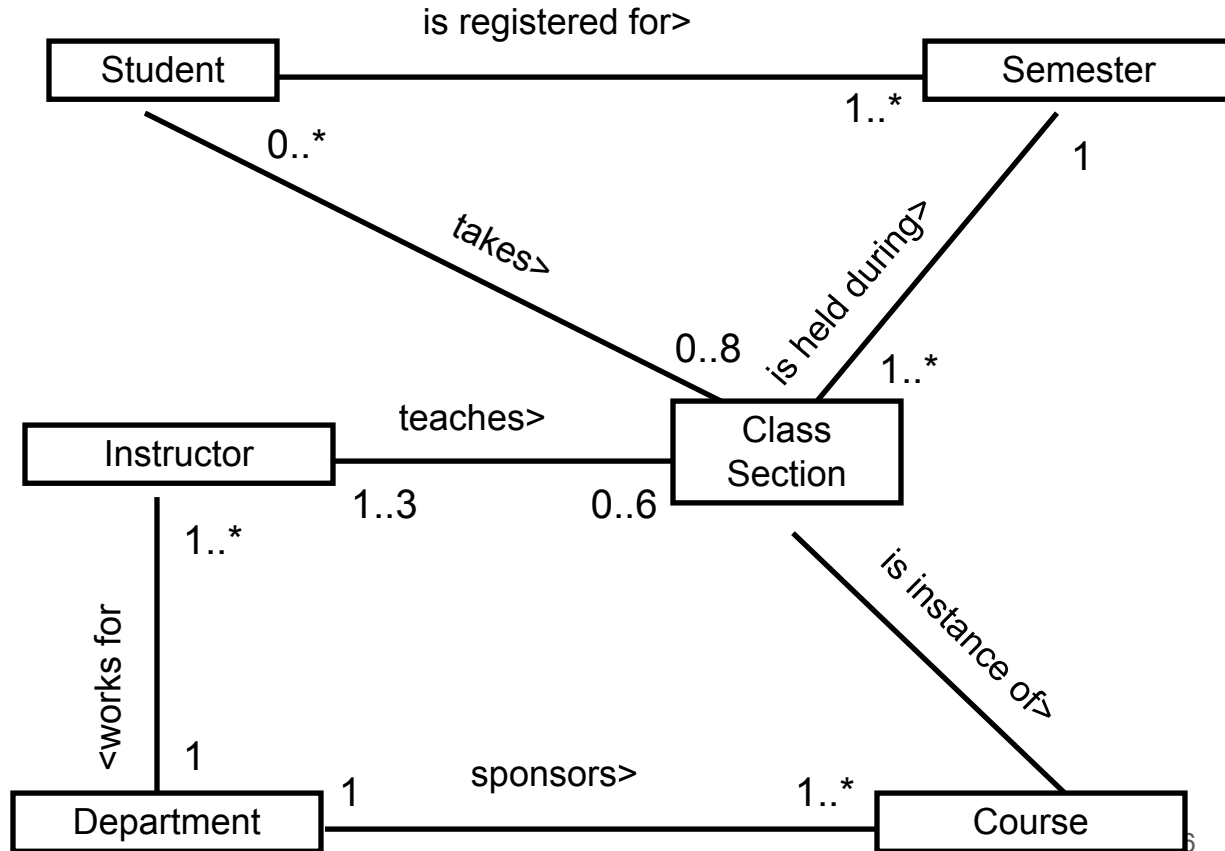 is registered for>
Student
Semester
1..*
0..*
1
takes>
is held during>
0..8
1..*
teaches>
Class
Section
Instructor
1..3
0..6
1..*
is instance of>
<works for
1
sponsors>
1
1..*
Department
Course
6